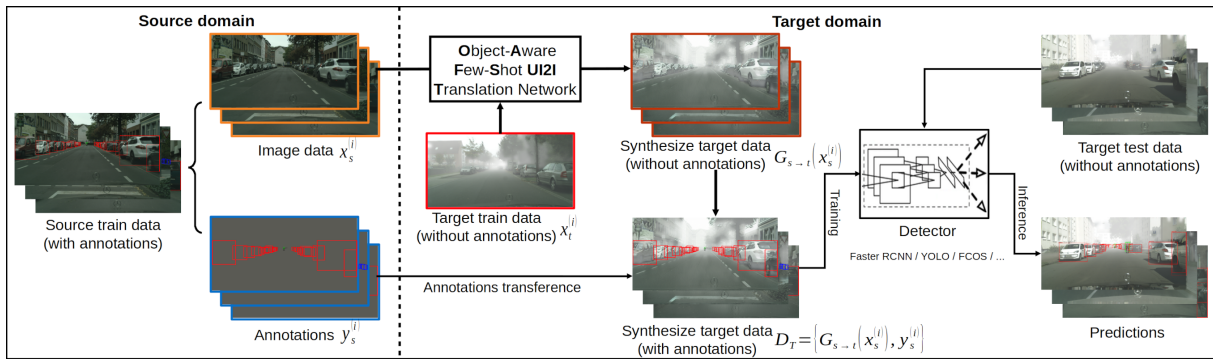 Source domain
Target domain
Source train data
(with annotations)
Image data x_s^{(i)}
Annotations y_s^{(i)}
Object-Aware
Few-Shot UI2I
Translation Network
Target train data
(without annotations) x_t^{(i)}
Annotations transference
Synthesize target data
(without annotations) G_{s→t}(x_s^{(i)})
Synthesize target data
(with annotations) D_T={G_{s→t}(x_s^{(i)}), y_s^{(i)}}
Training
Detector
Faster RCNN / YOLO / FCOS / ...
Inference
Target test data
(without annotations)
Predictions